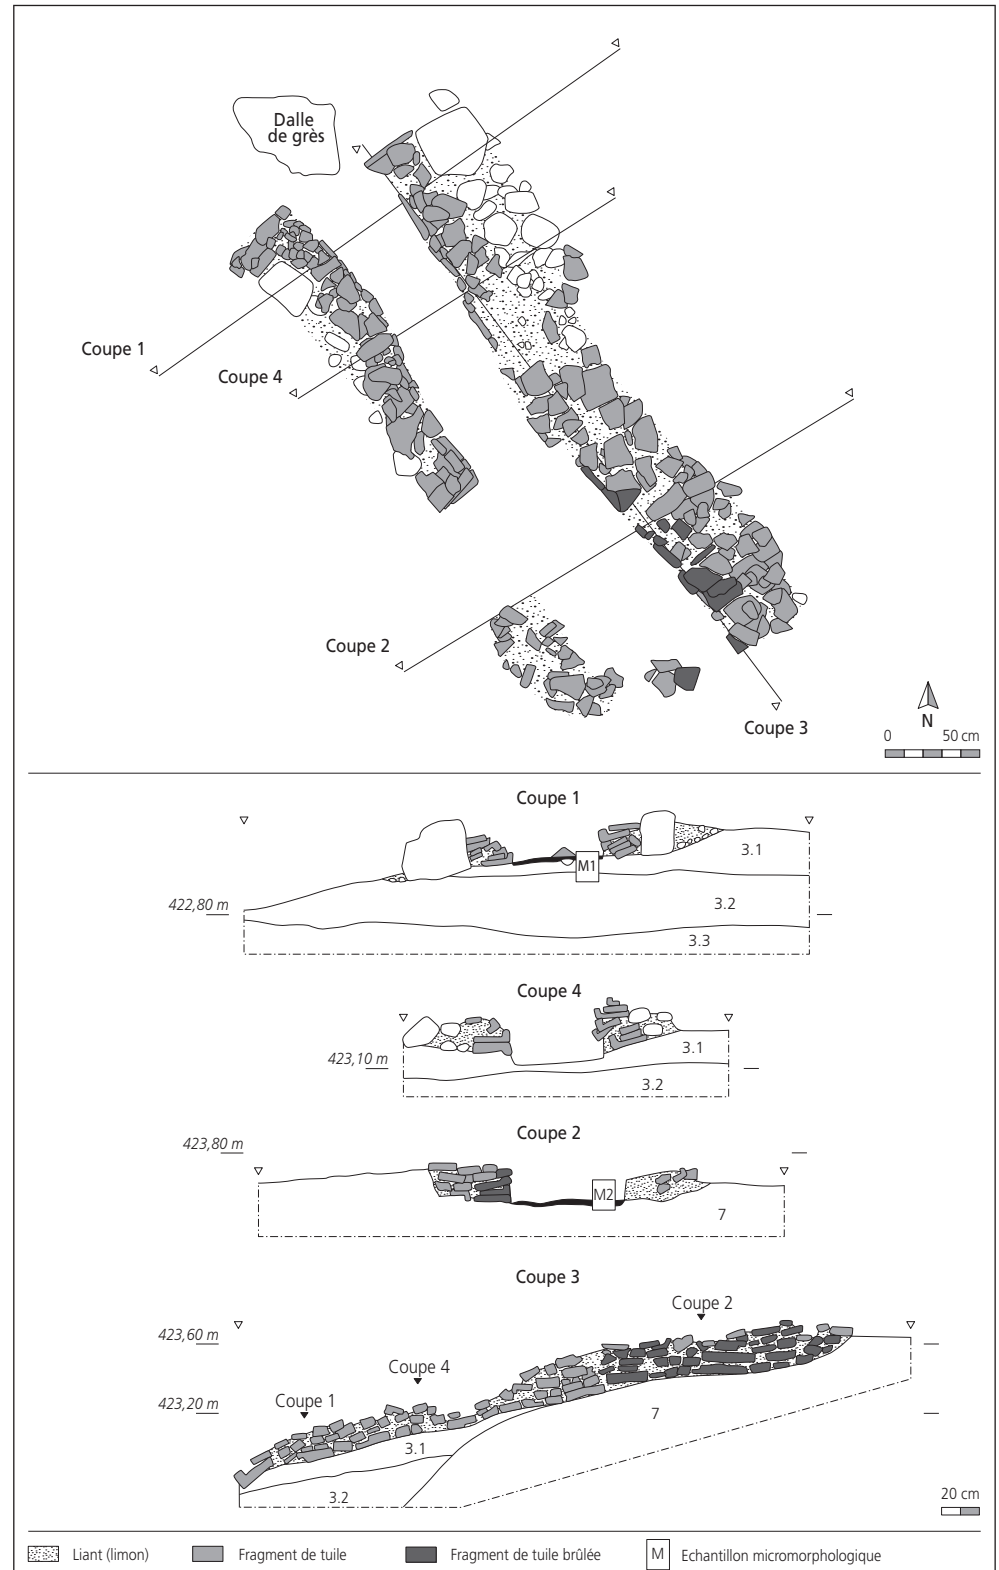 Dalle
de grès
Coupe 1
Coupe 4
Coupe 2
Coupe 3
N
0 50 cm
Coupe 1
M1
3.1
422,80 m
3.2
3.3
Coupe 4
3.1
423,10 m
3.2
Coupe 2
423,80 m
M2
7
Coupe 3
Coupe 2
423,60 m
Coupe 4
Coupe 1
423,20 m
7
3.1
3.2
20 cm
Liant (limon) Fragment de tuile Fragment de tuile brûlée M Echantillon micromorphologique